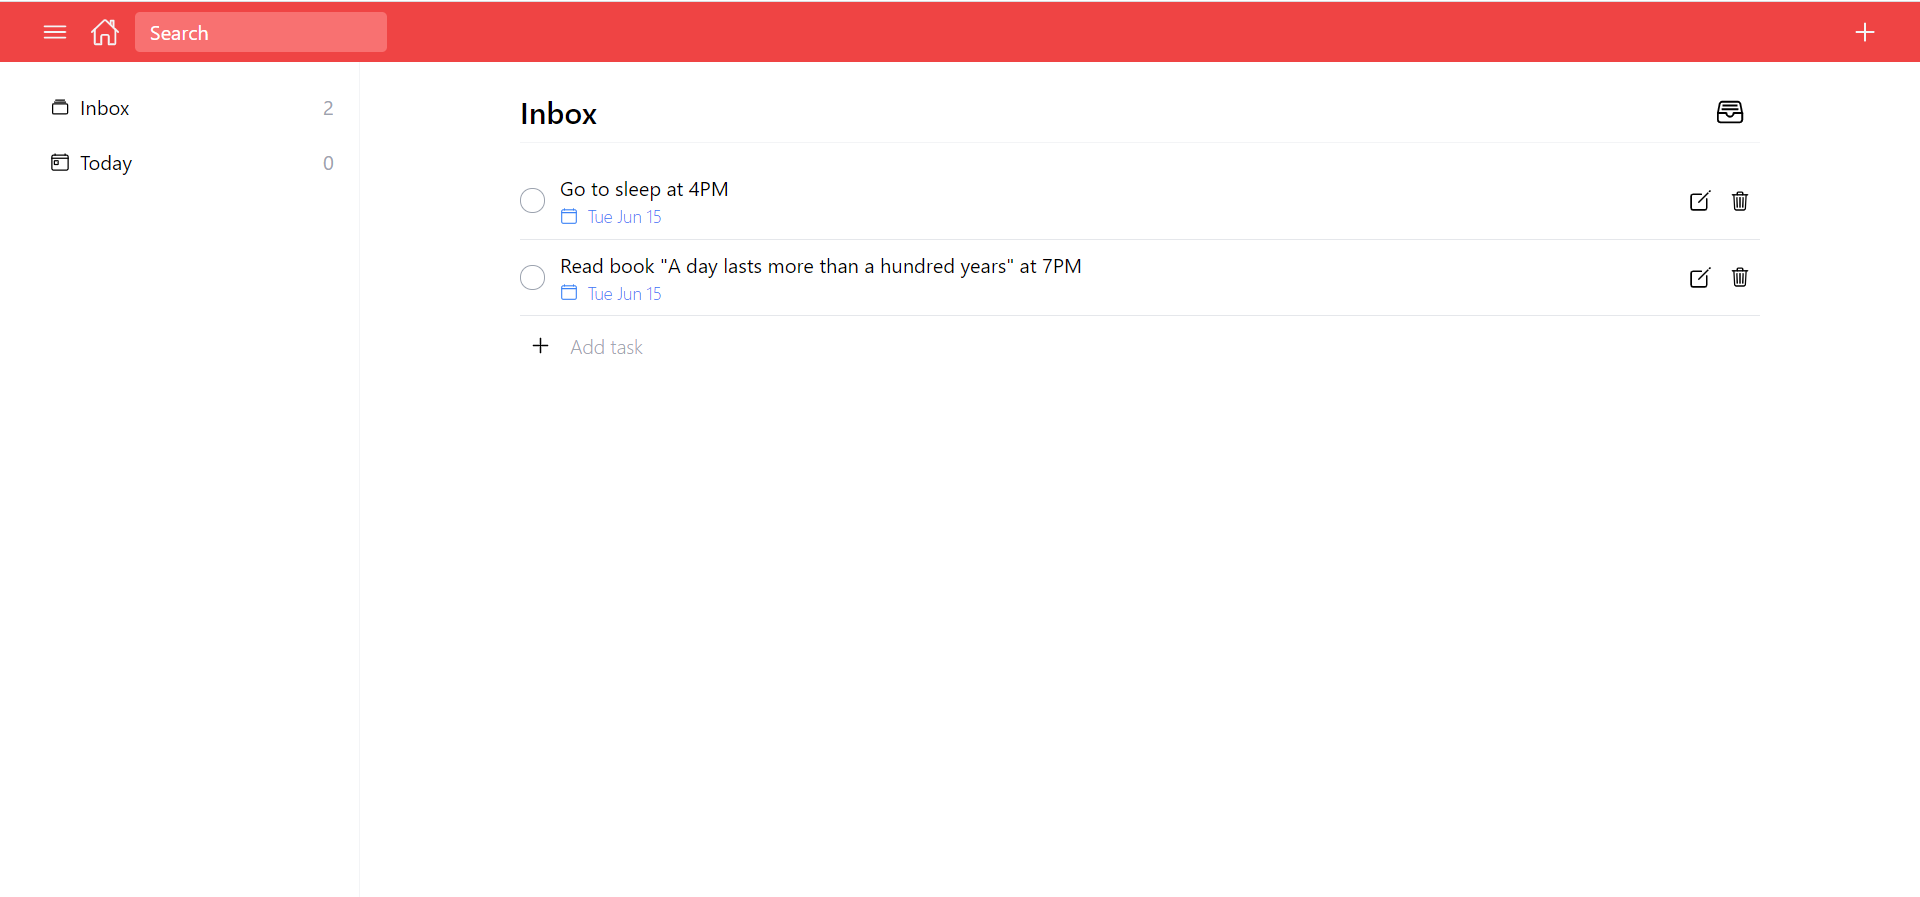 Search
Inbox 2
Today 0
Inbox
Go to sleep at 4PM
Tue Jun 15
Read book "A day lasts more than a hundred years" at 7PM
Tue Jun 15
Add task